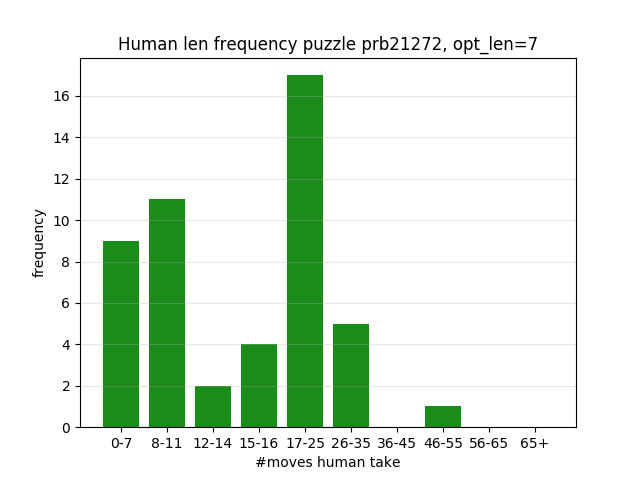 Human len frequency puzzle prb21272, opt_len=7
frequency
16
14
12
10
8
6
4
2
0
0-7 8-11 12-14 15-16 17-25 26-35 36-45 46-55 56-65 65+
#moves human take